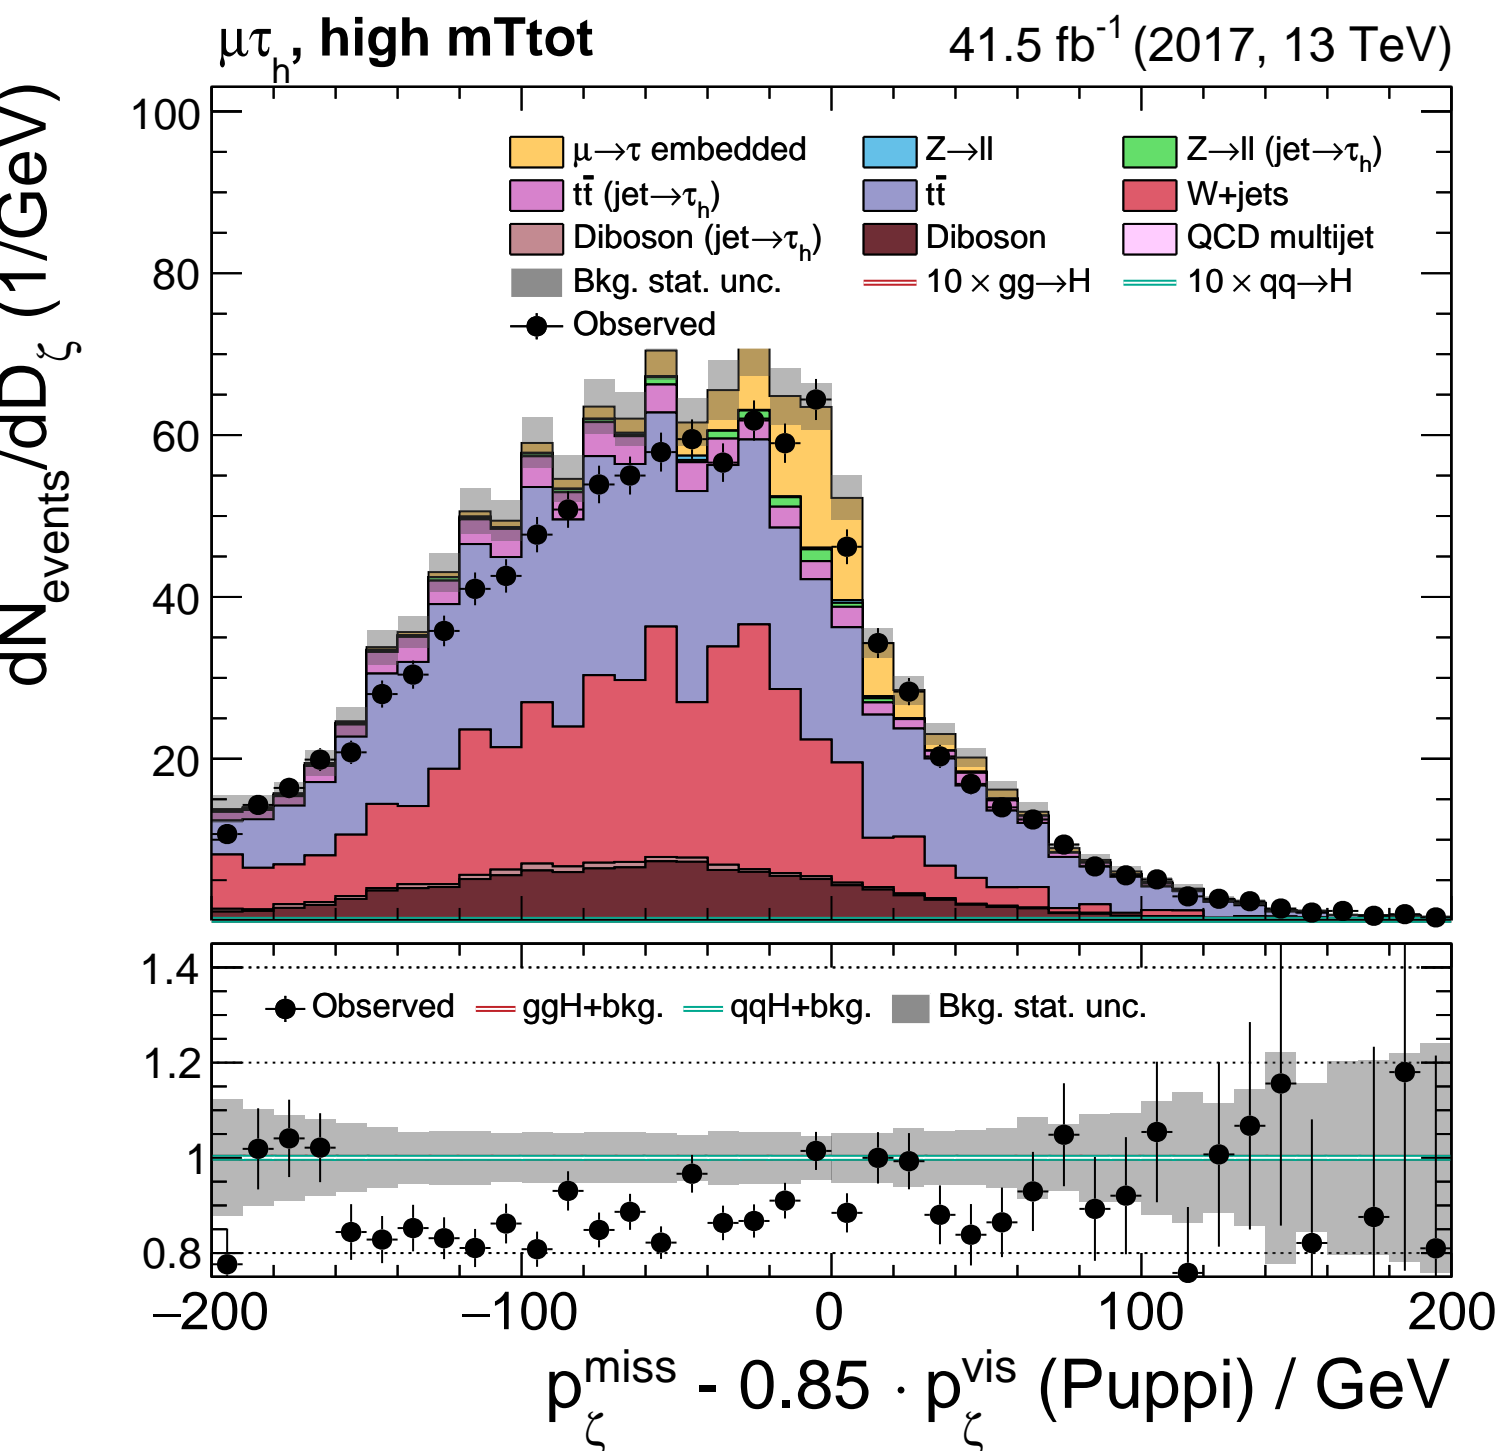 μτh, high mTtot
41.5 fb-1 (2017, 13 TeV)
dNevents/dDζ (1/GeV)
100
80
60
40
20
μ→τ embedded
Z→ll
Z→ll (jet→τh)
tt̄ (jet→τh)
tt̄
W+jets
Diboson (jet→τh)
Diboson
QCD multijet
Bkg. stat. unc.
10 × gg→H
10 × qq→H
Observed
1.4
1.2
1
0.8
Observed
ggH+bkg.
qqH+bkg.
Bkg. stat. unc.
−200
−100
0
100
200
pζmiss - 0.85 · pζvis (Puppi) / GeV